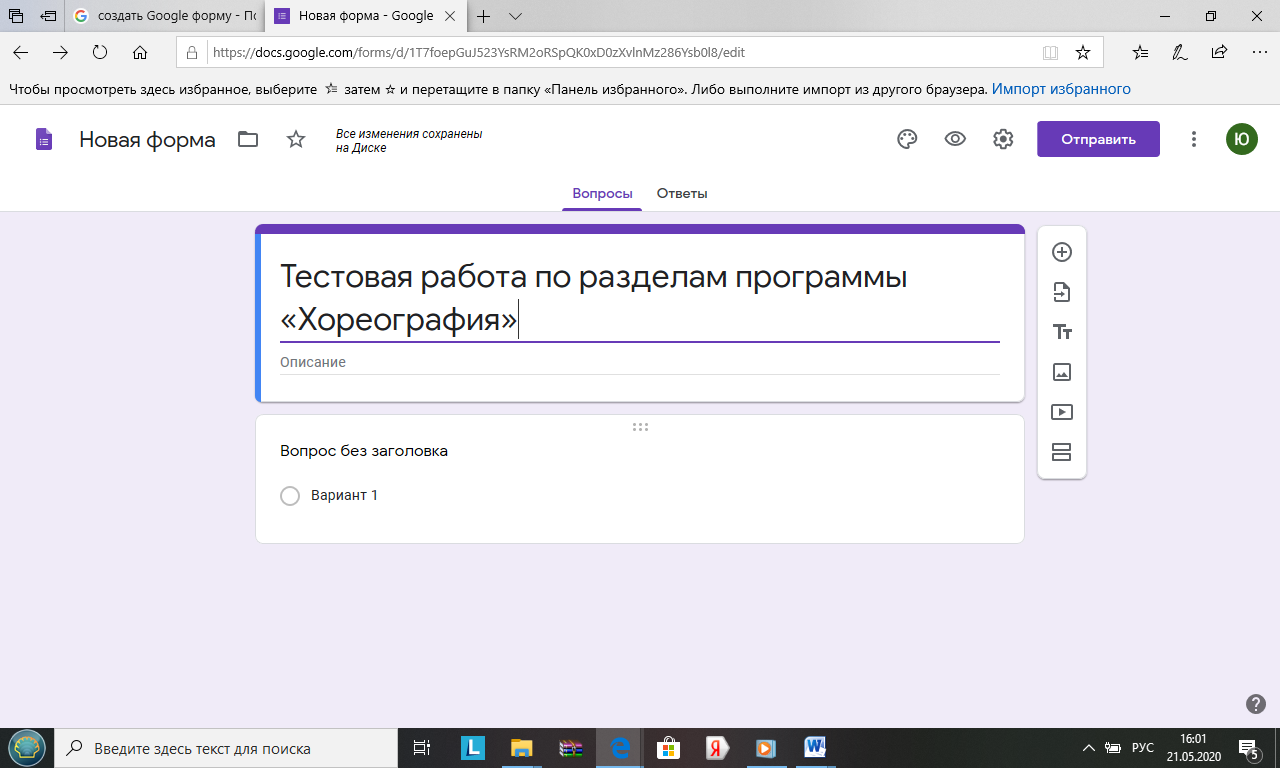 создать Google форму - По
Новая форма - Google
https://docs.google.com/forms/d/1T7foepGuJ523YsRM2oRSpQK0xD0zXvlnMz286Ysb0l8/edit
Чтобы просмотреть здесь избранное, выберите затем ☆ и перетащите в папку «Панель избранного». Либо выполните импорт из другого браузера. Импорт избранного
Новая форма
Все изменения сохранены
на Диске
Отправить
Ю
Вопросы Ответы
Тестовая работа по разделам программы
«Хореография»
Описание
Вопрос без заголовка
Вариант 1
Введите здесь текст для поиска
РУС
16:01
21.05.2020
5